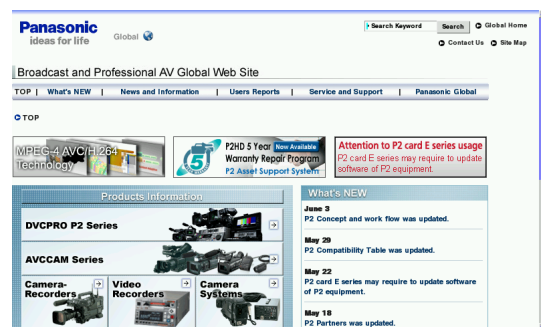 Panasonic
ideas for life
Global
Search Keyword
Search
Global Home
Contact Us
Site Map
Broadcast and Professional AV Global Web Site
TOP | What's NEW | News and Information | Users Reports | Service and Support | Panasonic Global
TOP
MPEG-4 AVC/H.264
Technology
5
P2HD 5 Year Now Available
Warranty Repair Program
P2 Asset Support System
Attention to P2 card E series usage
P2 card E series may require to update
software of P2 equipment.
Products Information
DVCPRO P2 Series
AVCCAM Series
Camera-
Recorders
Video
Recorders
Camera
Systems
What's NEW
June 3
P2 Concept and work flow was updated.
May 29
P2 Compatibility Table was updated.
May 22
P2 card E series may require to update software
of P2 equipment.
May 18
P2 Partners was updated.